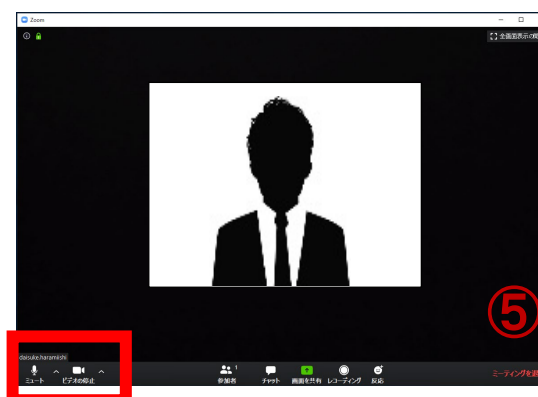 Zoom
全画面表示の開
⑤
daisuke.haramiishi
ミュート ビデオの停止 1 参加者 チャット 画面を共有 レコーディング 反応 ミーティングを退